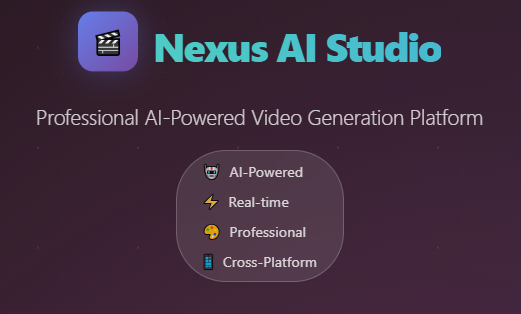 Nexus AI Studio
Professional AI-Powered Video Generation Platform
AI-Powered
Real-time
Professional
Cross-Platform